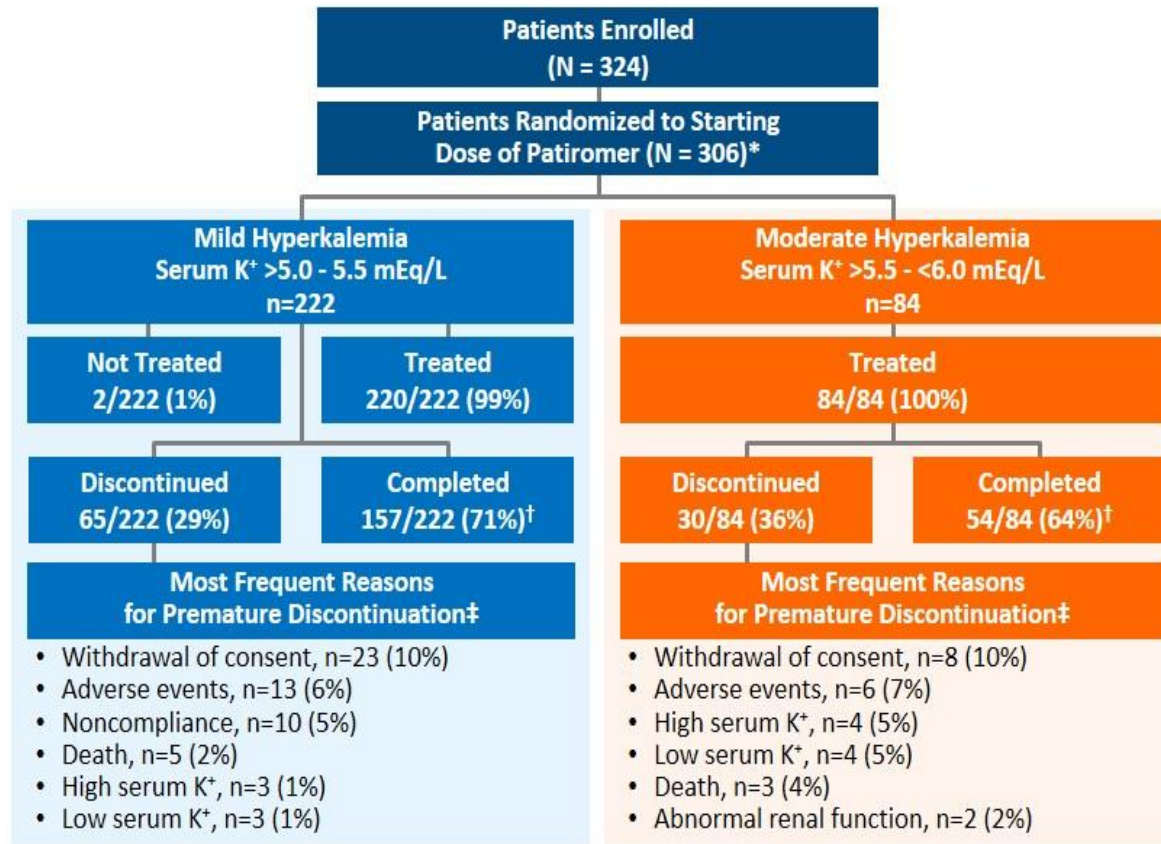 Patients Enrolled
(N = 324)
Patients Randomized to Starting
Dose of Patiromer (N = 306)*
Mild Hyperkalemia
Serum K⁺ >5.0 - 5.5 mEq/L
n=222
Not Treated
2/222 (1%)
Treated
220/222 (99%)
Discontinued
65/222 (29%)
Completed
157/222 (71%)†
Most Frequent Reasons
for Premature Discontinuation‡
• Withdrawal of consent, n=23 (10%)
• Adverse events, n=13 (6%)
• Noncompliance, n=10 (5%)
• Death, n=5 (2%)
• High serum K⁺, n=3 (1%)
• Low serum K⁺, n=3 (1%)
Moderate Hyperkalemia
Serum K⁺ >5.5 - <6.0 mEq/L
n=84
Treated
84/84 (100%)
Discontinued
30/84 (36%)
Completed
54/84 (64%)†
Most Frequent Reasons
for Premature Discontinuation‡
• Withdrawal of consent, n=8 (10%)
• Adverse events, n=6 (7%)
• High serum K⁺, n=4 (5%)
• Low serum K⁺, n=4 (5%)
• Death, n=3 (4%)
• Abnormal renal function, n=2 (2%)